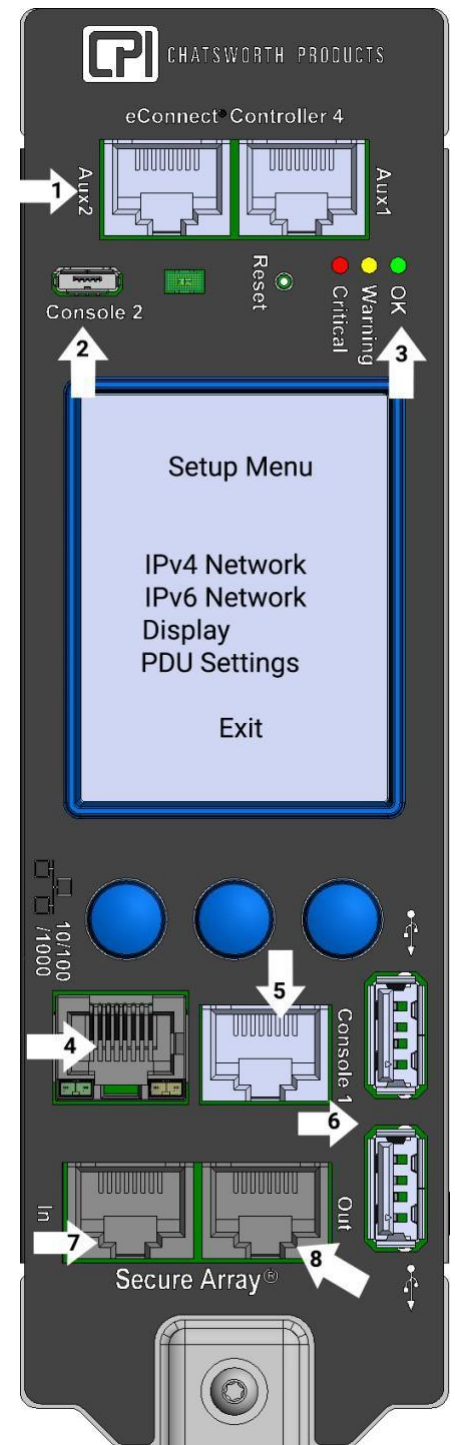 CPI CHATSWORTH PRODUCTS
eConnect® Controller 4
1
Aux2
Aux1
Console 2
Reset
Critical
Warning
OK
2
3
Setup Menu
IPv4 Network
IPv6 Network
Display
PDU Settings
Exit
10/100
/1000
5
4
Console 1
6
In
Out
7
8
Secure Array®